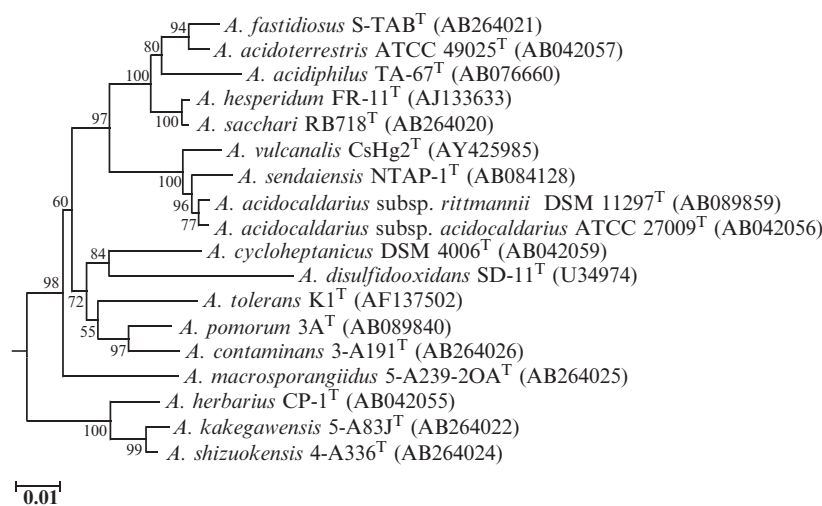 94 A. fastidiosus S-TABᵀ (AB264021)
80 A. acidoterrestris ATCC 49025ᵀ (AB042057)
100 A. acidiphilus TA-67ᵀ (AB076660)
A. hesperidum FR-11ᵀ (AJ133633)
97 100 A. sacchari RB718ᵀ (AB264020)
A. vulcanalis CsHg2ᵀ (AY425985)
100 A. sendaiensis NTAP-1ᵀ (AB084128)
60 96 A. acidocaldarius subsp. rittmannii DSM 11297ᵀ (AB089859)
77 A. acidocaldarius subsp. acidocaldarius ATCC 27009ᵀ (AB042056)
84 A. cycloheptanicus DSM 4006ᵀ (AB042059)
98 A. disulfidooxidans SD-11ᵀ (U34974)
72 A. tolerans K1ᵀ (AF137502)
55 A. pomorum 3Aᵀ (AB089840)
97 A. contaminans 3-A191ᵀ (AB264026)
A. macrosporangiidus 5-A239-2OAᵀ (AB264025)
A. herbarius CP-1ᵀ (AB042055)
100 A. kakegawensis 5-A83Jᵀ (AB264022)
99 A. shizuokensis 4-A336ᵀ (AB264024)
0.01